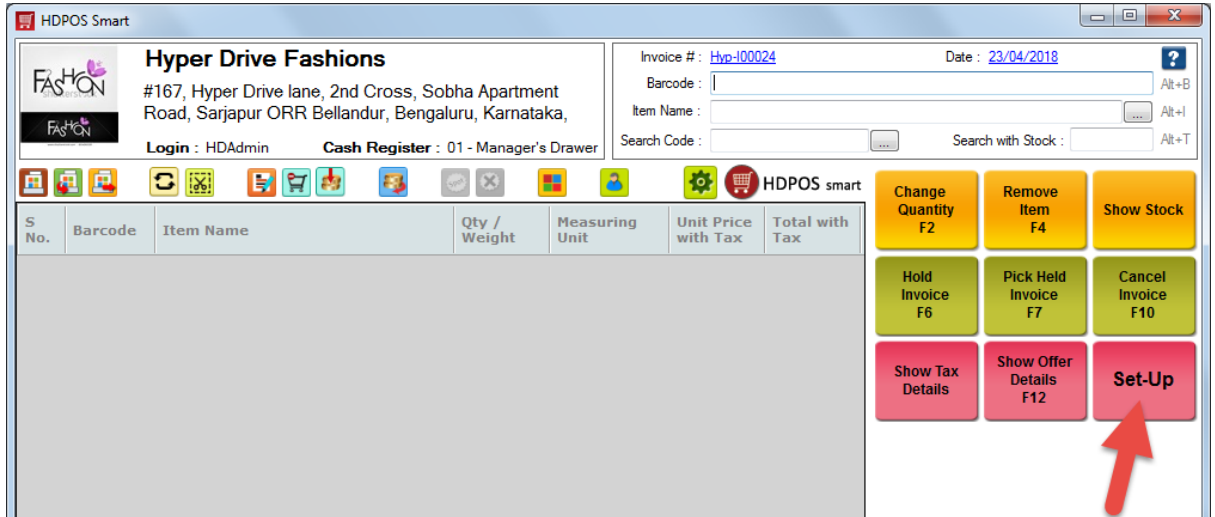 HDPOS Smart
FASHION
FASHION
Hyper Drive Fashions
#167, Hyper Drive lane, 2nd Cross, Sobha Apartment
Road, Sarjapur ORR Bellandur, Bengaluru, Karnataka,
Login : HDAdmin Cash Register : 01 - Manager's Drawer
Invoice # : Hyp-I00024 Date : 23/04/2018 ?
Barcode : Alt+B
Item Name : ... Alt+I
Search Code : ... Search with Stock : Alt+T
HDPOS smart
S
No.
Barcode
Item Name
Qty /
Weight
Measuring
Unit
Unit Price
with Tax
Total with
Tax
Change
Quantity
F2
Remove
Item
F4
Show Stock
Hold
Invoice
F6
Pick Held
Invoice
F7
Cancel
Invoice
F10
Show Tax
Details
Show Offer
Details
F12
Set-Up